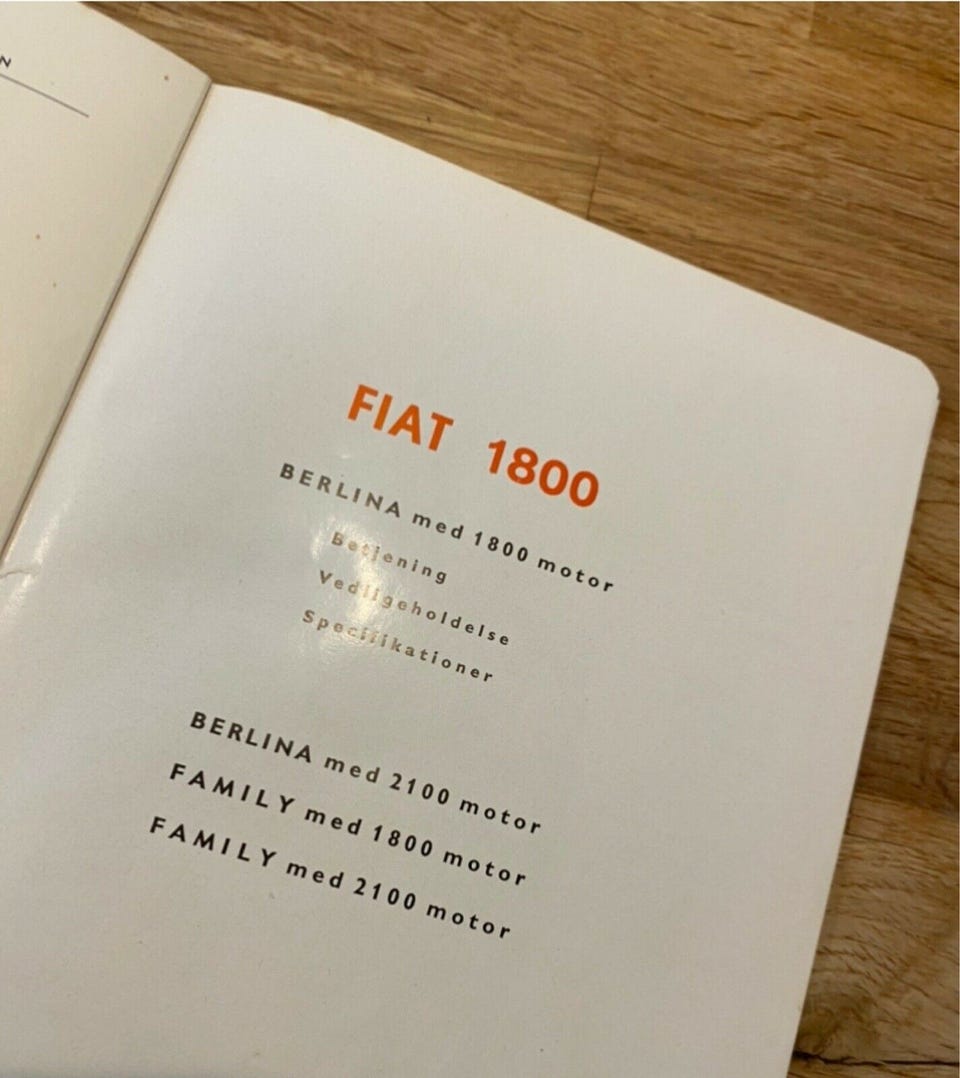 N
FIAT 1800
BERLINA med 1800 motor
Betjening
Vedligeholdelse
Specifikationer
BERLINA med 2100 motor
FAMILY med 1800 motor
FAMILY med 2100 motor